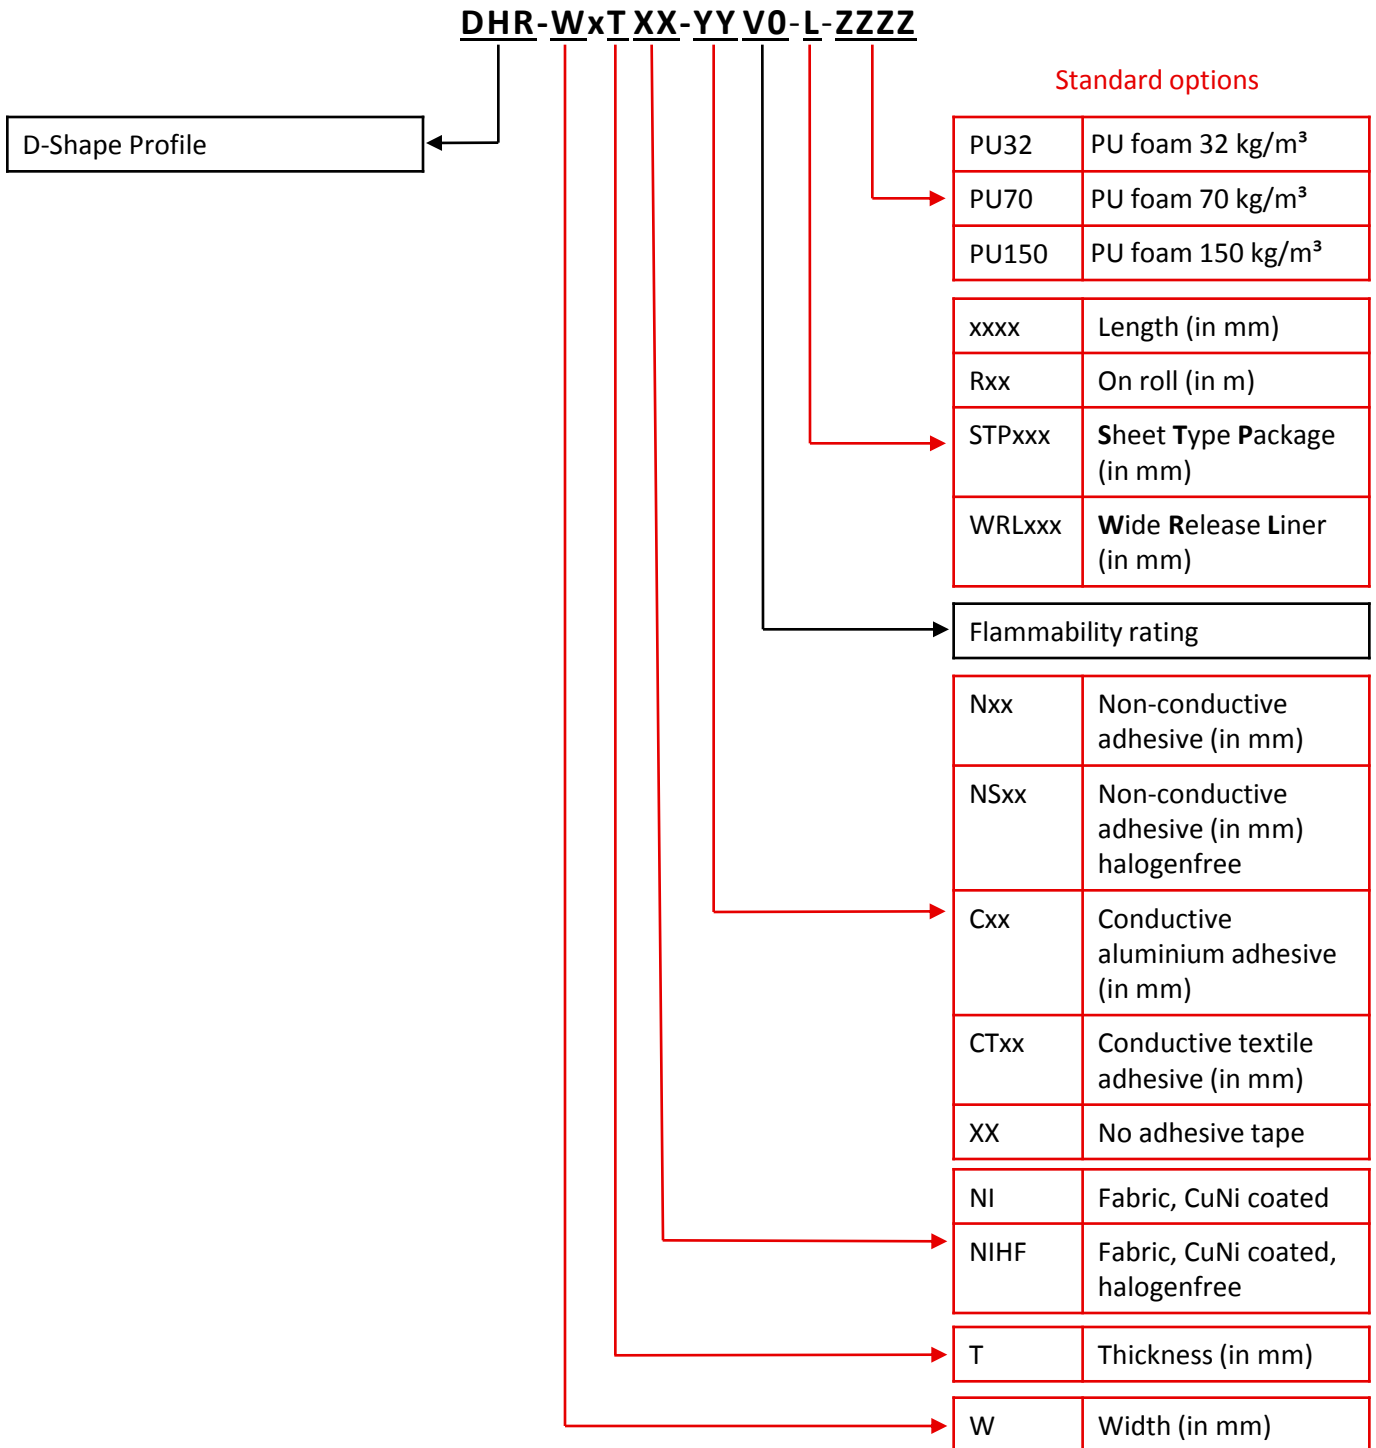 DHR-WxTXX-YYV0-L-ZZZZ
Standard options
D-Shape Profile
PU32 PU foam 32 kg/m³
PU70 PU foam 70 kg/m³
PU150 PU foam 150 kg/m³
xxxx Length (in mm)
Rxx On roll (in m)
STPxxx Sheet Type Package
(in mm)
WRLxxx Wide Release Liner
(in mm)
Flammability rating
Nxx Non-conductive
adhesive (in mm)
NSxx Non-conductive
adhesive (in mm)
halogenfree
Cxx Conductive
aluminium adhesive
(in mm)
CTxx Conductive textile
adhesive (in mm)
XX No adhesive tape
NI Fabric, CuNi coated
NIHF Fabric, CuNi coated,
halogenfree
T Thickness (in mm)
W Width (in mm)